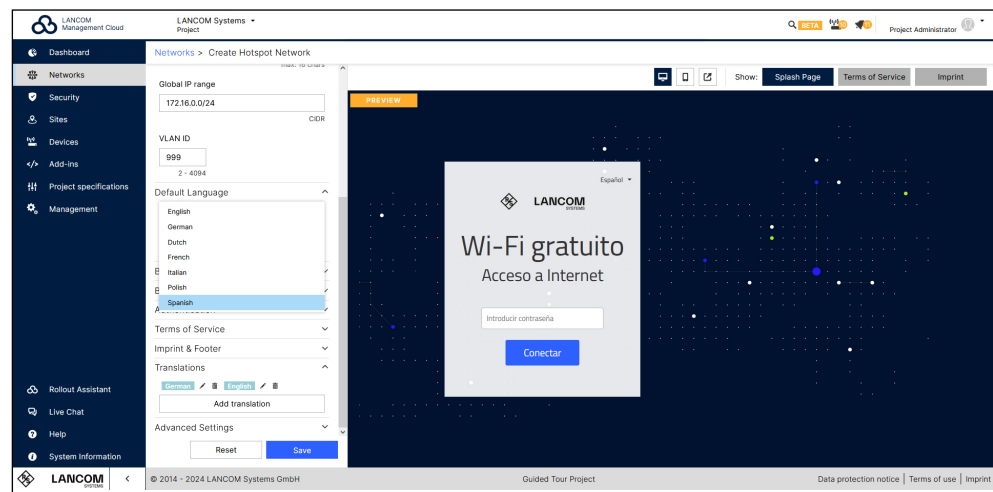 LANCOM
Management Cloud
LANCOM Systems
Project
BETA
Project Administrator
Dashboard
Networks
Security
Sites
Devices
Add-ins
Project specifications
Management
Rollout Assistant
Live Chat
Help
System Information
LANCOM
SYSTEMS
Networks > Create Hotspot Network
max. 16 chars
Global IP range
172.16.0.0/24
CIDR
VLAN ID
999
2 - 4094
Default Language
English
German
Dutch
French
Italian
Polish
Spanish
Terms of Service
Imprint & Footer
Translations
German English
Add translation
Advanced Settings
Reset Save
Show: Splash Page Terms of Service Imprint
PREVIEW
Español
LANCOM
SYSTEMS
Wi-Fi gratuito
Acceso a Internet
Introducir contraseña
Conectar
© 2014 - 2024 LANCOM Systems GmbH
Guided Tour Project
Data protection notice | Terms of use | Imprint